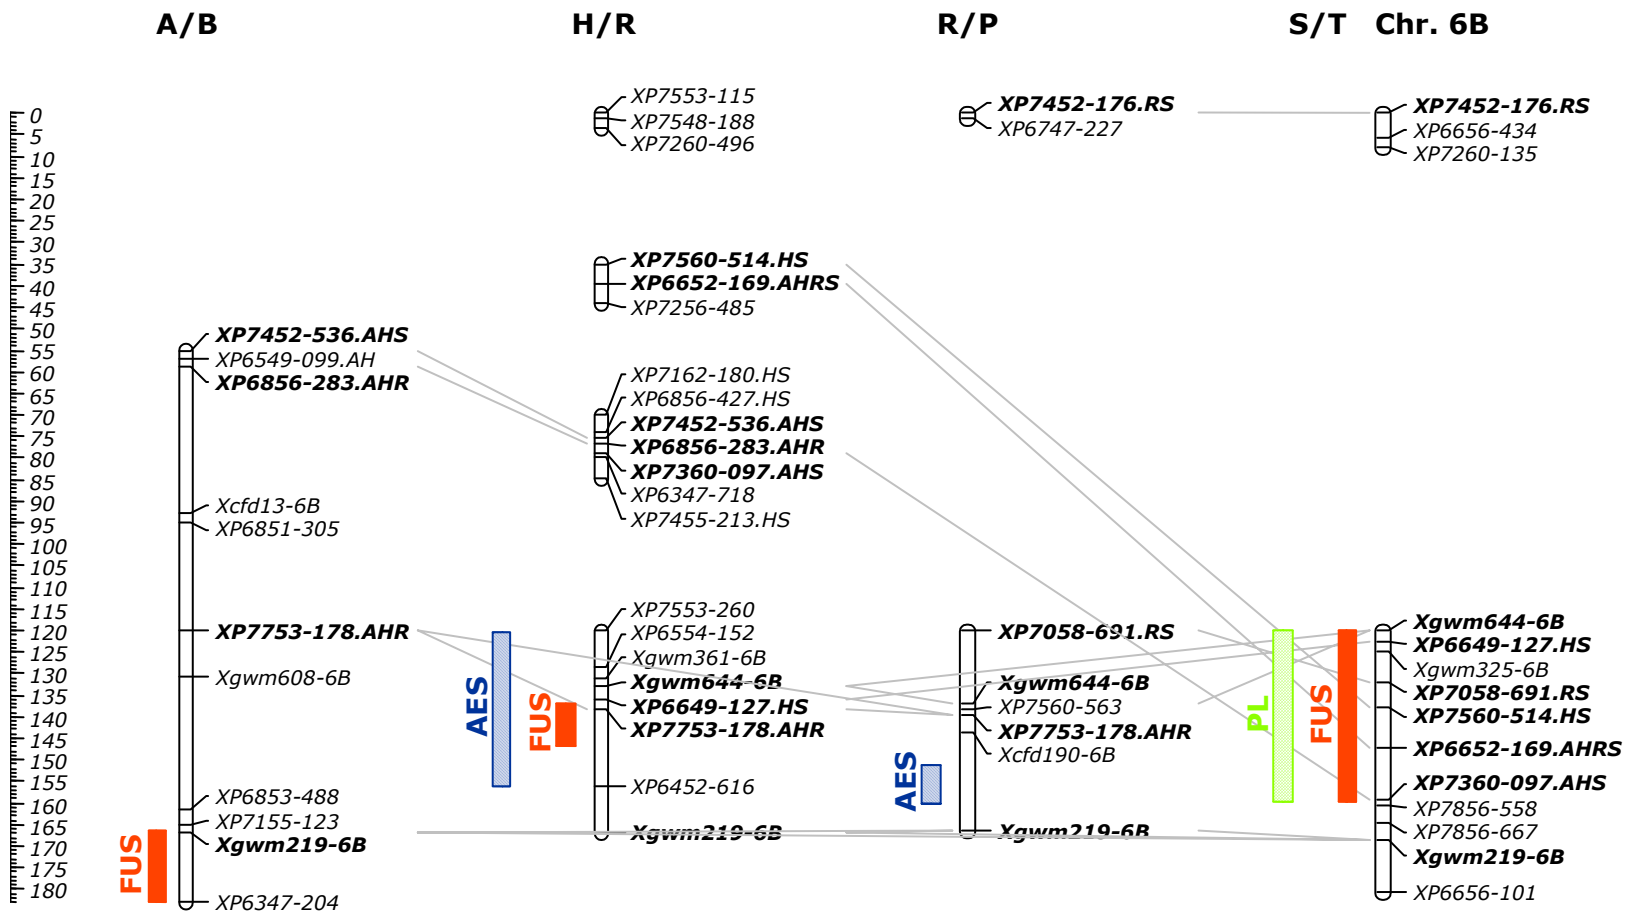 A/B
H/R
R/P
S/T Chr. 6B
0
5
10
15
20
25
30
35
40
45
50
55
60
65
70
75
80
85
90
95
100
105
110
115
120
125
130
135
140
145
150
155
160
165
170
175
180
XP7452-536.AHS
XP6549-099.AH
XP6856-283.AHR
Xcfd13-6B
XP6851-305
XP7753-178.AHR
Xgwm608-6B
XP6853-488
XP7155-123
Xgwm219-6B
XP6347-204
FUS
XP7553-115
XP7548-188
XP7260-496
XP7560-514.HS
XP6652-169.AHRS
XP7256-485
XP7162-180.HS
XP6856-427.HS
XP7452-536.AHS
XP6856-283.AHR
XP7360-097.AHS
XP6347-718
XP7455-213.HS
XP7553-260
XP6554-152
Xgwm361-6B
Xgwm644-6B
XP6649-127.HS
XP7753-178.AHR
XP6452-616
Xgwm219-6B
AES
FUS
XP7452-176.RS
XP6747-227
XP7058-691.RS
Xgwm644-6B
XP7560-563
XP7753-178.AHR
Xcfd190-6B
Xgwm219-6B
AES
XP7452-176.RS
XP6656-434
XP7260-135
Xgwm644-6B
XP6649-127.HS
Xgwm325-6B
XP7058-691.RS
XP7560-514.HS
XP6652-169.AHRS
XP7360-097.AHS
XP7856-558
XP7856-667
Xgwm219-6B
XP6656-101
PL
FUS